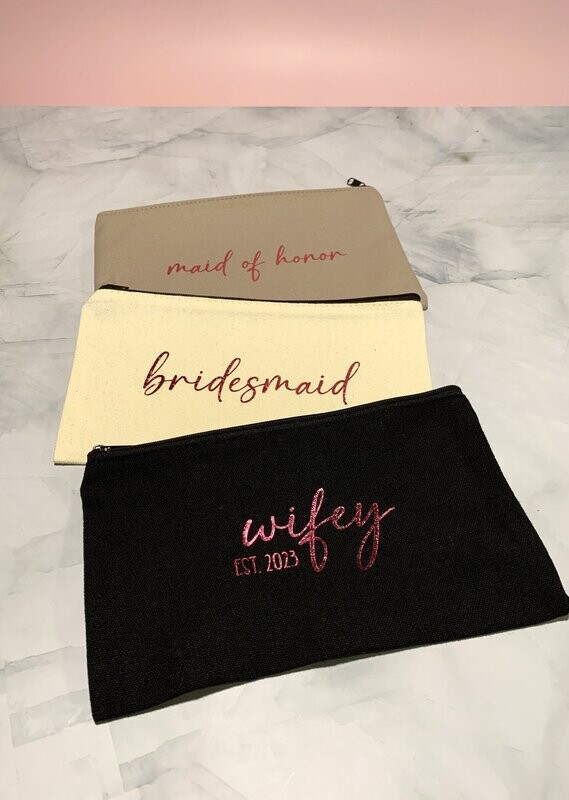 maid of honor
bridesmaid
wifey
EST. 2023